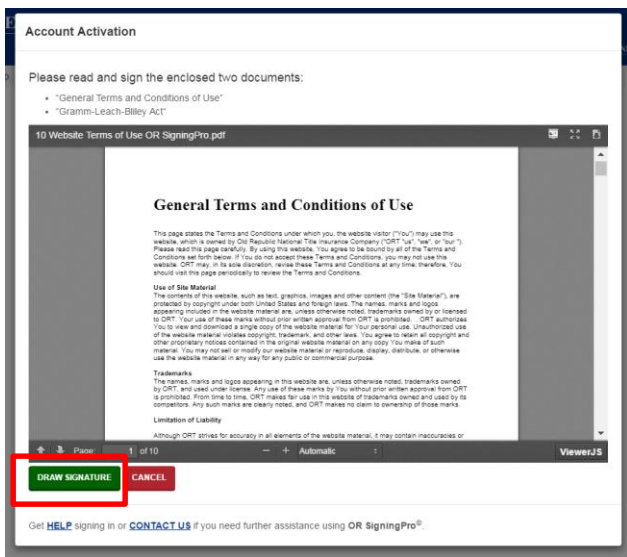 Account Activation
Please read and sign the enclosed two documents:
"General Terms and Conditions of Use"
"Gramm-Leach-Bliley Act"
10 Website Terms of Use OR SigningPro.pdf
General Terms and Conditions of Use
This page states the Terms and Conditions under which you, the website visitor ("You") may use this
website, which is owned by Old Republic National Title Insurance Company ("ORT "us", "we", or "our ").
Please read this page carefully. By using this website, You agree to be bound by all of the Terms and
Conditions set forth below. If You do not accept these Terms and Conditions, you may not use this
website. ORT may, in its sole discretion, revise these Terms and Conditions at any time; therefore, You
should visit this page periodically to review the Terms and Conditions.
Use of Site Material
The contents of this website, such as text, graphics, images and other content (the "Site Material"), are
protected by copyright under both United States and foreign laws. The names, marks and logos
appearing included in the website material are, unless otherwise noted, trademarks owned by or licensed
to ORT. Your use of these marks without prior written approval from ORT is prohibited. . ORT authorizes
You to view and download a single copy of the website material for Your personal use. Unauthorized use
of the website material violates copyright, trademark, and other laws. You agree to retain all copyright and
other proprietary notices contained in the original website material on any copy You make of such
material. You may not sell or modify our website material or reproduce, display, distribute, or otherwise
use the website material in any way for any public or commercial purpose.
Trademarks
The names, marks and logos appearing in this website are, unless otherwise noted, trademarks owned
by ORT, and used under license. Any use of these marks by You without prior written approval from ORT
is prohibited. From time to time, ORT makes fair use in this website of trademarks owned and used by its
competitors. Any such marks are clearly noted, and ORT makes no claim to ownership of those marks.
Limitation of Liability
Although ORT strives for accuracy in all elements of the website material, it may contain inaccuracies or
Page: 1 of 10 − + Automatic ViewerJS
DRAW SIGNATURE CANCEL
Get HELP signing in or CONTACT US if you need further assistance using OR SigningPro®.